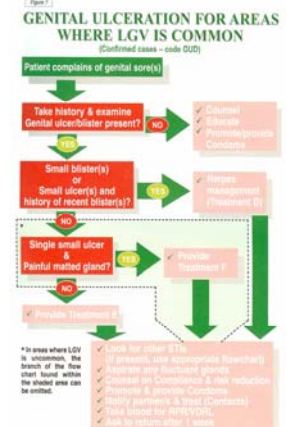 Figure 7
GENITAL ULCERATION FOR AREAS
WHERE LGV IS COMMON
(Confirmed cases – code GUD)
Patient complains of genital sore(s)
Take history & examine
Genital ulcer/blister present?
NO
✓ Counsel
✓ Educate
✓ Promote/provide
Condoms
YES
Small blister(s)
or
Small ulcer(s) and
history of recent blister(s)?
YES
✓ Herpes
management
(Treatment D)
NO
*
Single small ulcer
&
Painful matted gland?
YES
✓ Provide
Treatment F
NO
✓ Provide Treatment
* In areas where LGV
is uncommon, the
branch of the flow
chart found within
the shaded area can
be omitted.
✓ Look for other STIs
(If present, use appropriate flowchart)
✓ Aspirate any fluctuant glands
✓ Counsel on Compliance & risk reduction
✓ Promote & provide Condoms
✓ Notify partner/s & treat (Contacts)
✓ Take blood for RPR/VDRL
✓ Ask to return after 1 week